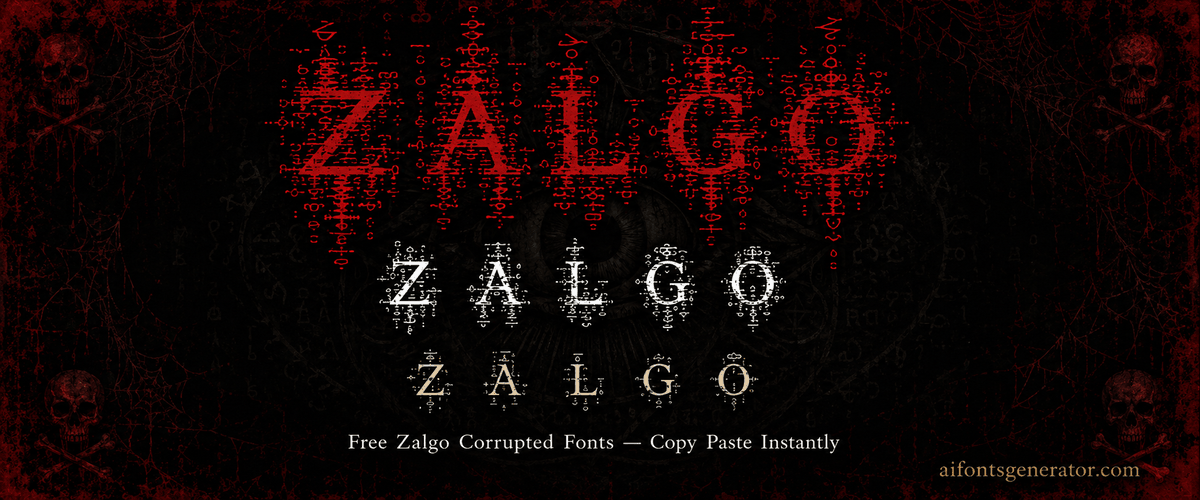 ZALGO
ZALGO
ZALGO
Free Zalgo Corrupted Fonts — Copy Paste Instantly
aifontsgenerator.com